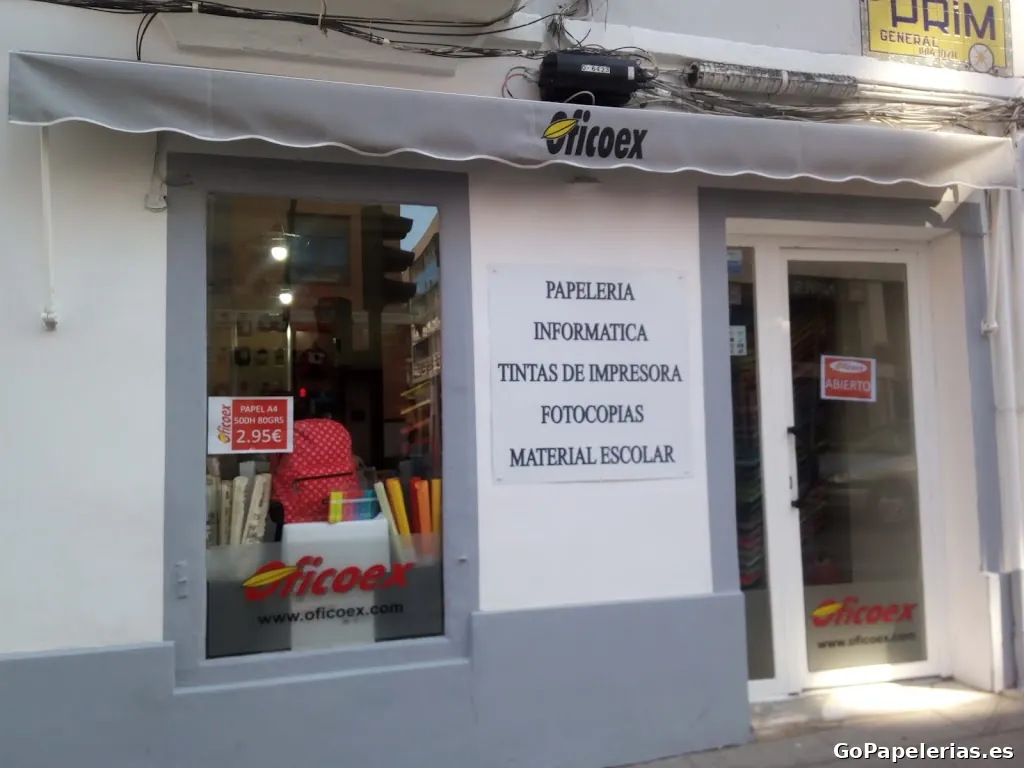 PRIM
GENERAL
Oficoex
PAPELERIA
INFORMATICA
TINTAS DE IMPRESORA
FOTOCOPIAS
MATERIAL ESCOLAR
Oficoex
PAPEL A4
500H 80GRS
2.95€
Oficoex
ABIERTO
Oficoex
www.oficoex.com
Oficoex
www.oficoex.com
GoPapelerias.es